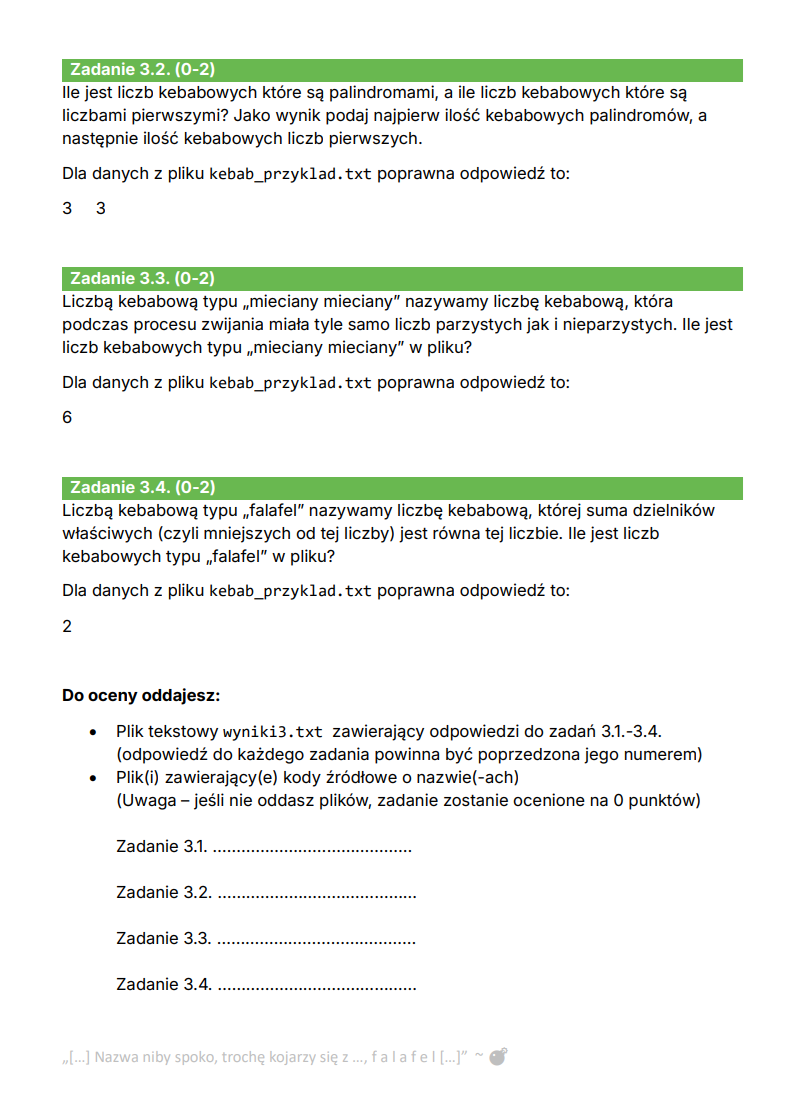 Zadanie 3.2. (0-2)
Ile jest liczb kebabowych które są palindromami, a ile liczb kebabowych które są
liczbami pierwszymi? Jako wynik podaj najpierw ilość kebabowych palindromów, a
następnie ilość kebabowych liczb pierwszych.
Dla danych z pliku kebab_przyklad.txt poprawna odpowiedź to:
3 3
Zadanie 3.3. (0-2)
Liczbą kebabową typu „mieciany mieciany” nazywamy liczbę kebabową, która
podczas procesu zwijania miała tyle samo liczb parzystych jak i nieparzystych. Ile jest
liczb kebabowych typu „mieciany mieciany” w pliku?
Dla danych z pliku kebab_przyklad.txt poprawna odpowiedź to:
6
Zadanie 3.4. (0-2)
Liczbą kebabową typu „falafel” nazywamy liczbę kebabową, której suma dzielników
właściwych (czyli mniejszych od tej liczby) jest równa tej liczbie. Ile jest liczb
kebabowych typu „falafel” w pliku?
Dla danych z pliku kebab_przyklad.txt poprawna odpowiedź to:
2
Do oceny oddajesz:
• Plik tekstowy wyniki3.txt zawierający odpowiedzi do zadań 3.1.-3.4.
(odpowiedź do każdego zadania powinna być poprzedzona jego numerem)
• Plik(i) zawierający(e) kody źródłowe o nazwie(-ach)
(Uwaga – jeśli nie oddasz plików, zadanie zostanie ocenione na 0 punktów)
Zadanie 3.1. ..........................................
Zadanie 3.2. ..........................................
Zadanie 3.3. ..........................................
Zadanie 3.4. ..........................................
„[…] Nazwa niby spoko, trochę kojarzy się z …, f a l a f e l […]” ~ 💣